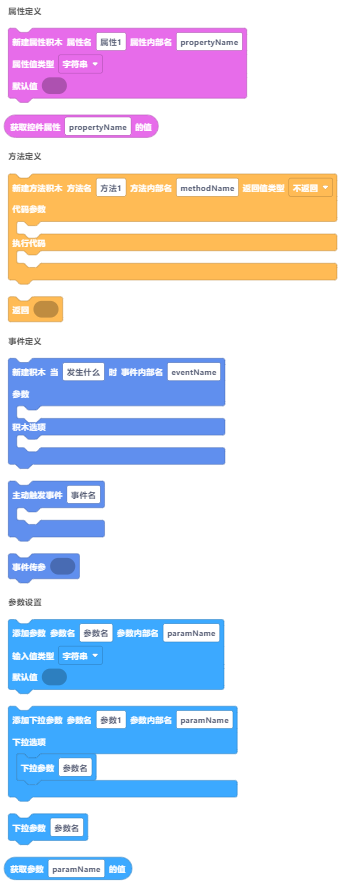 属性定义
新建属性积木 属性名 属性1 属性内部名 propertyName
属性值类型 字符串
默认值
获取控件属性 propertyName 的值
方法定义
新建方法积木 方法名 方法1 方法内部名 methodName 返回值类型 不返回
代码参数
执行代码
返回
事件定义
新建积木 当 发生什么 时 事件内部名 eventName
参数
积木选项
主动触发事件 事件名
事件传参
参数设置
添加参数 参数名 参数名 参数内部名 paramName
输入值类型 字符串
默认值
添加下拉参数 参数名 参数1 参数内部名 paramName
下拉选项
下拉参数 参数名
下拉参数 参数名
获取参数 paramName 的值